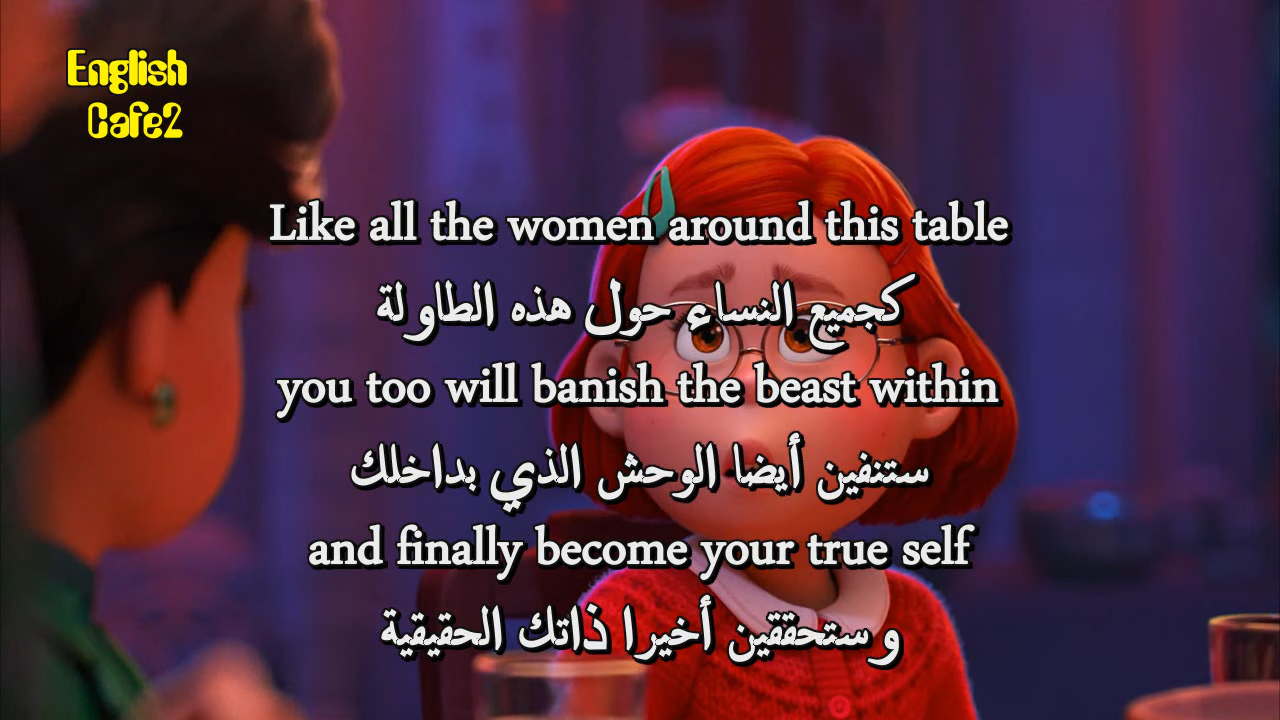 English
Cafe2
Like all the women around this table
كجميع النساء حول هذه الطاولة
you too will banish the beast within
ستنفين أيضا الوحش الذي بداخلك
and finally become your true self
وستحققين أخيرا ذاتك الحقيقية